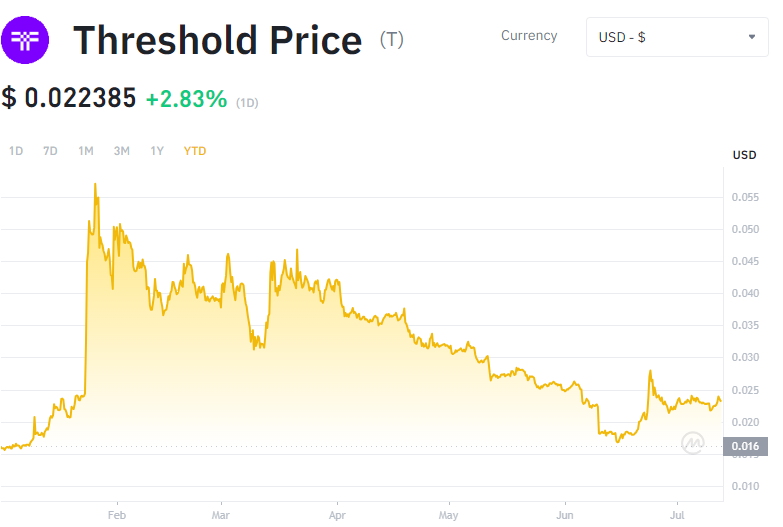 Threshold Price (T)
Currency
USD - $
$ 0.022385 +2.83% (1D)
1D 7D 1M 3M 1Y YTD
USD
0.055
0.050
0.045
0.040
0.035
0.030
0.025
0.020
0.016
0.010
Feb Mar Apr May Jun Jul